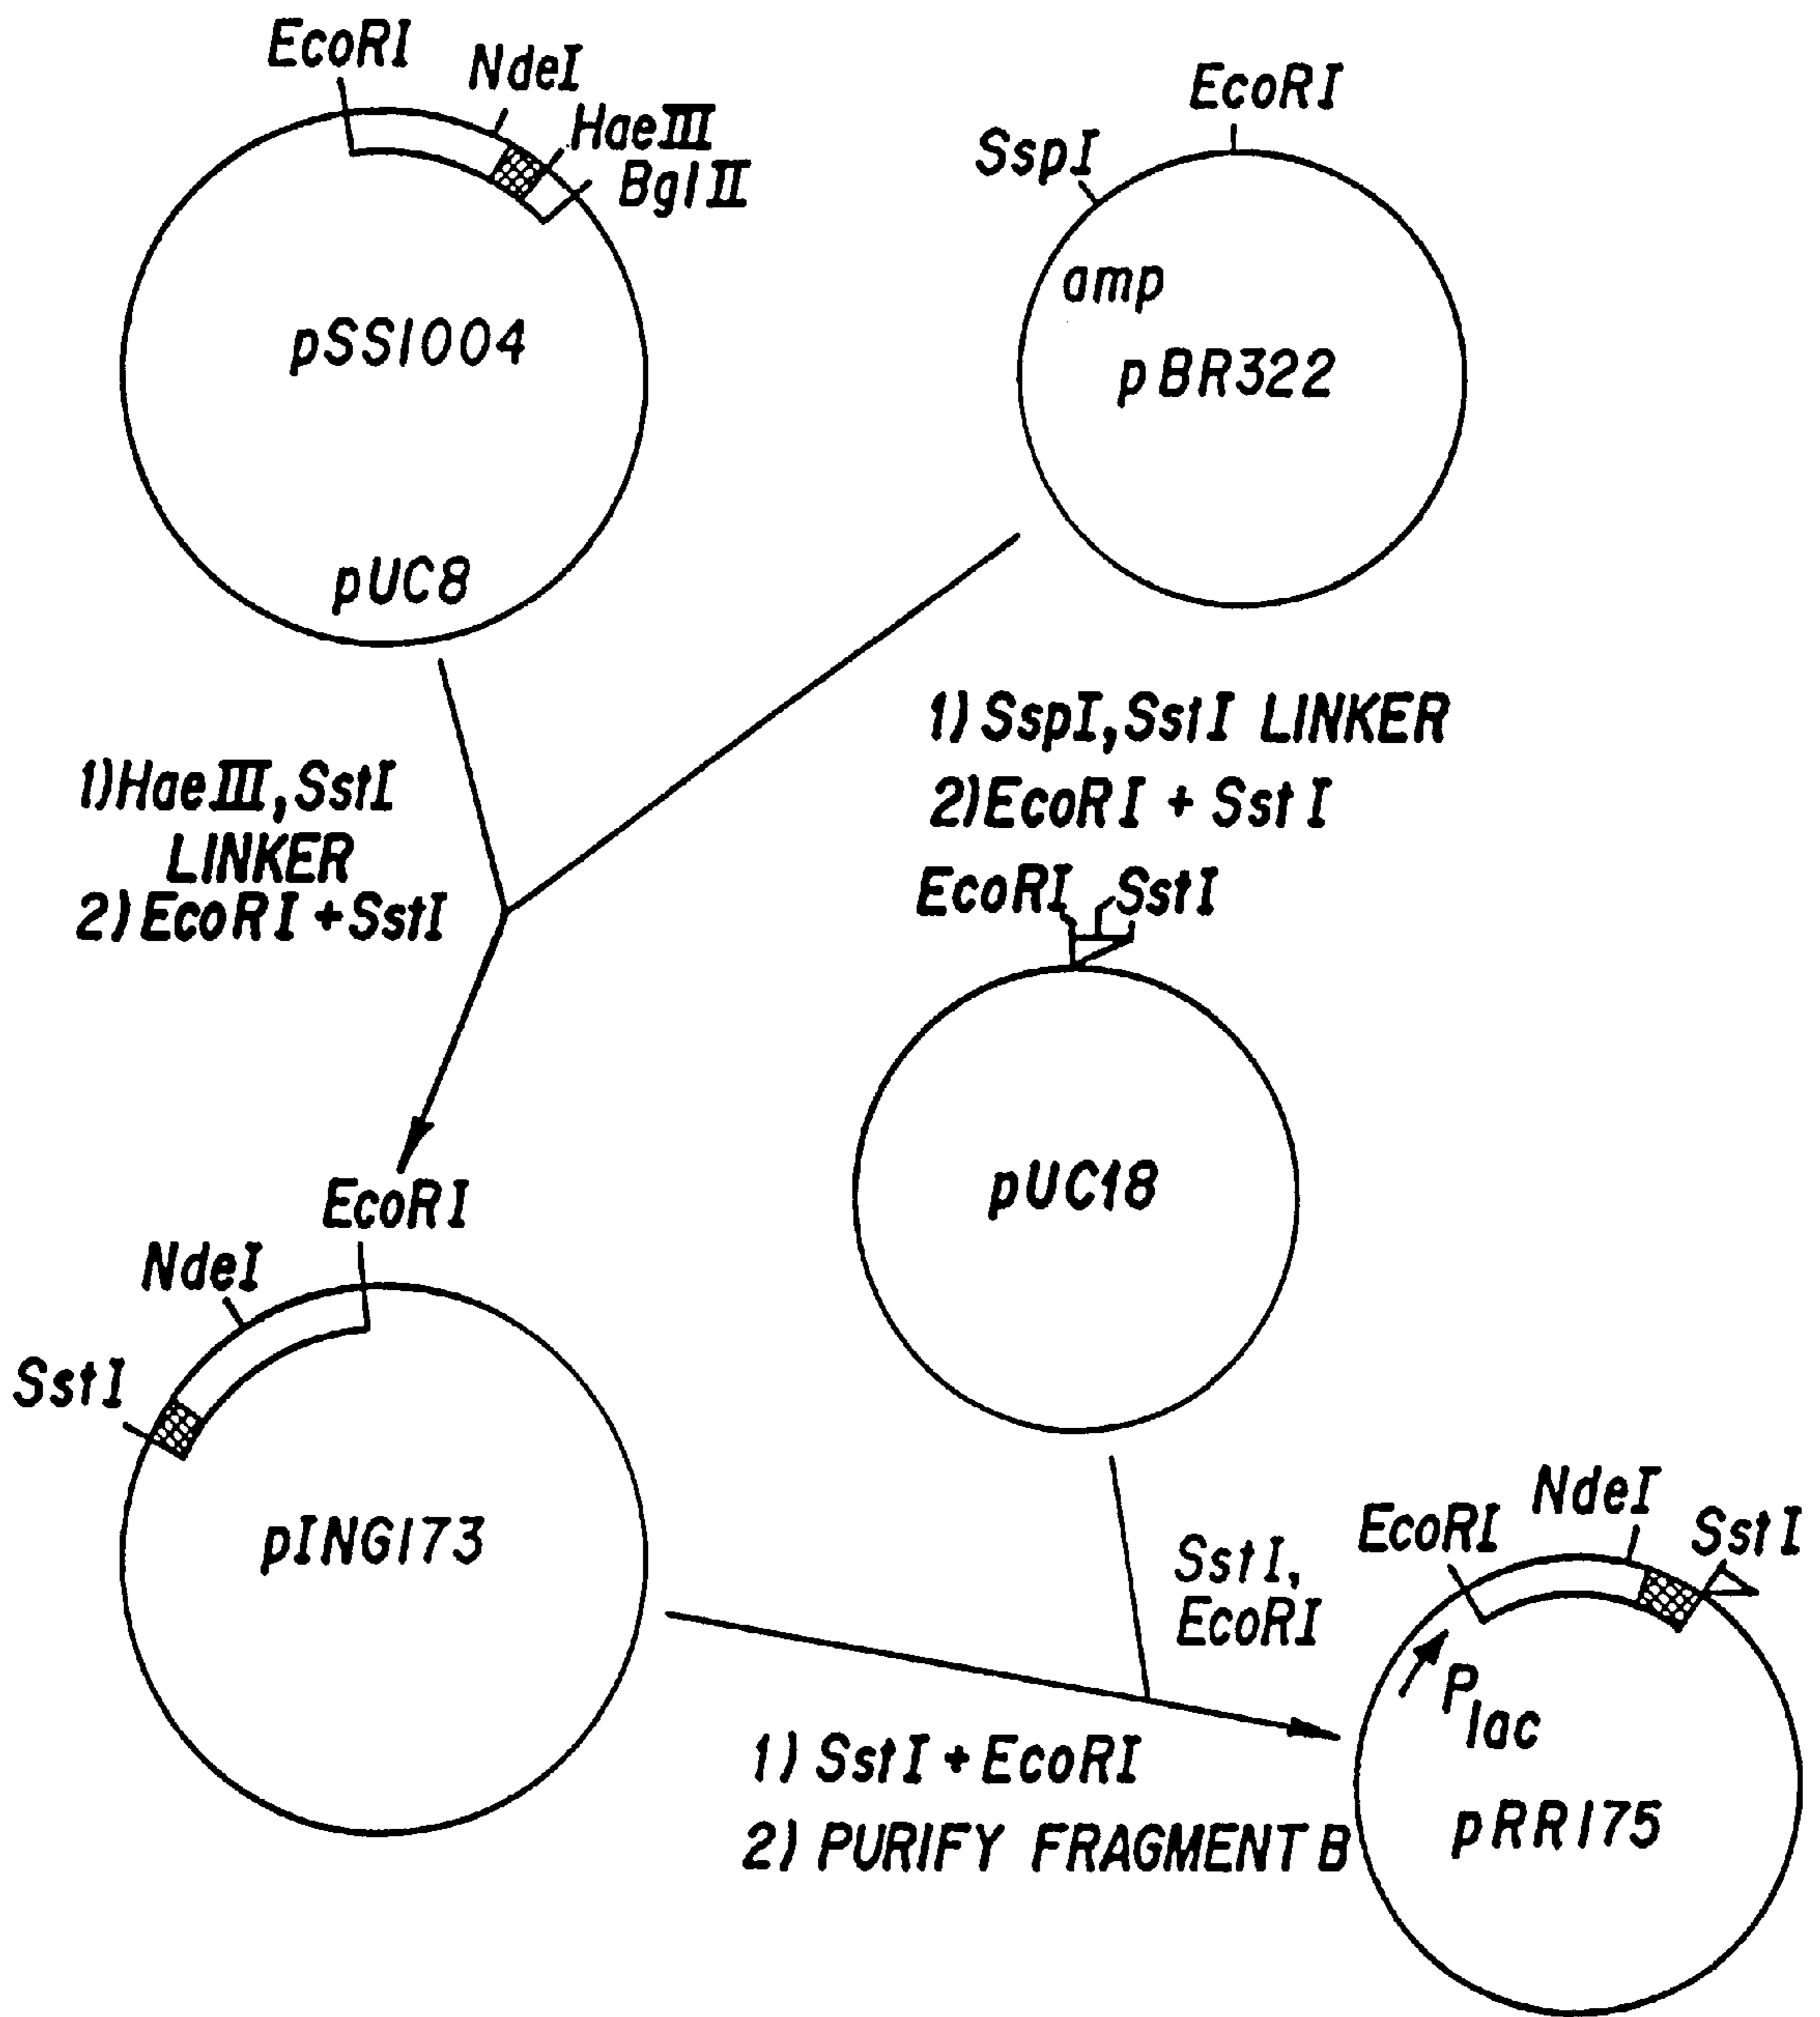 EcoRI
NdeI
HaeIII
BglII
pSS1004
pUC8
EcoRI
SspI
amp
pBR322
1)HaeIII,SstI
LINKER
2)EcoRI+SstI
1)SspI,SstI LINKER
2)EcoRI + SstI
EcoRI
SstI
pUC18
EcoRI
NdeI
SstI
pING173
SstI,
EcoRI
1) SstI+EcoRI
2) PURIFY FRAGMENT B
EcoRI
NdeI
SstI
Plac
pRR175